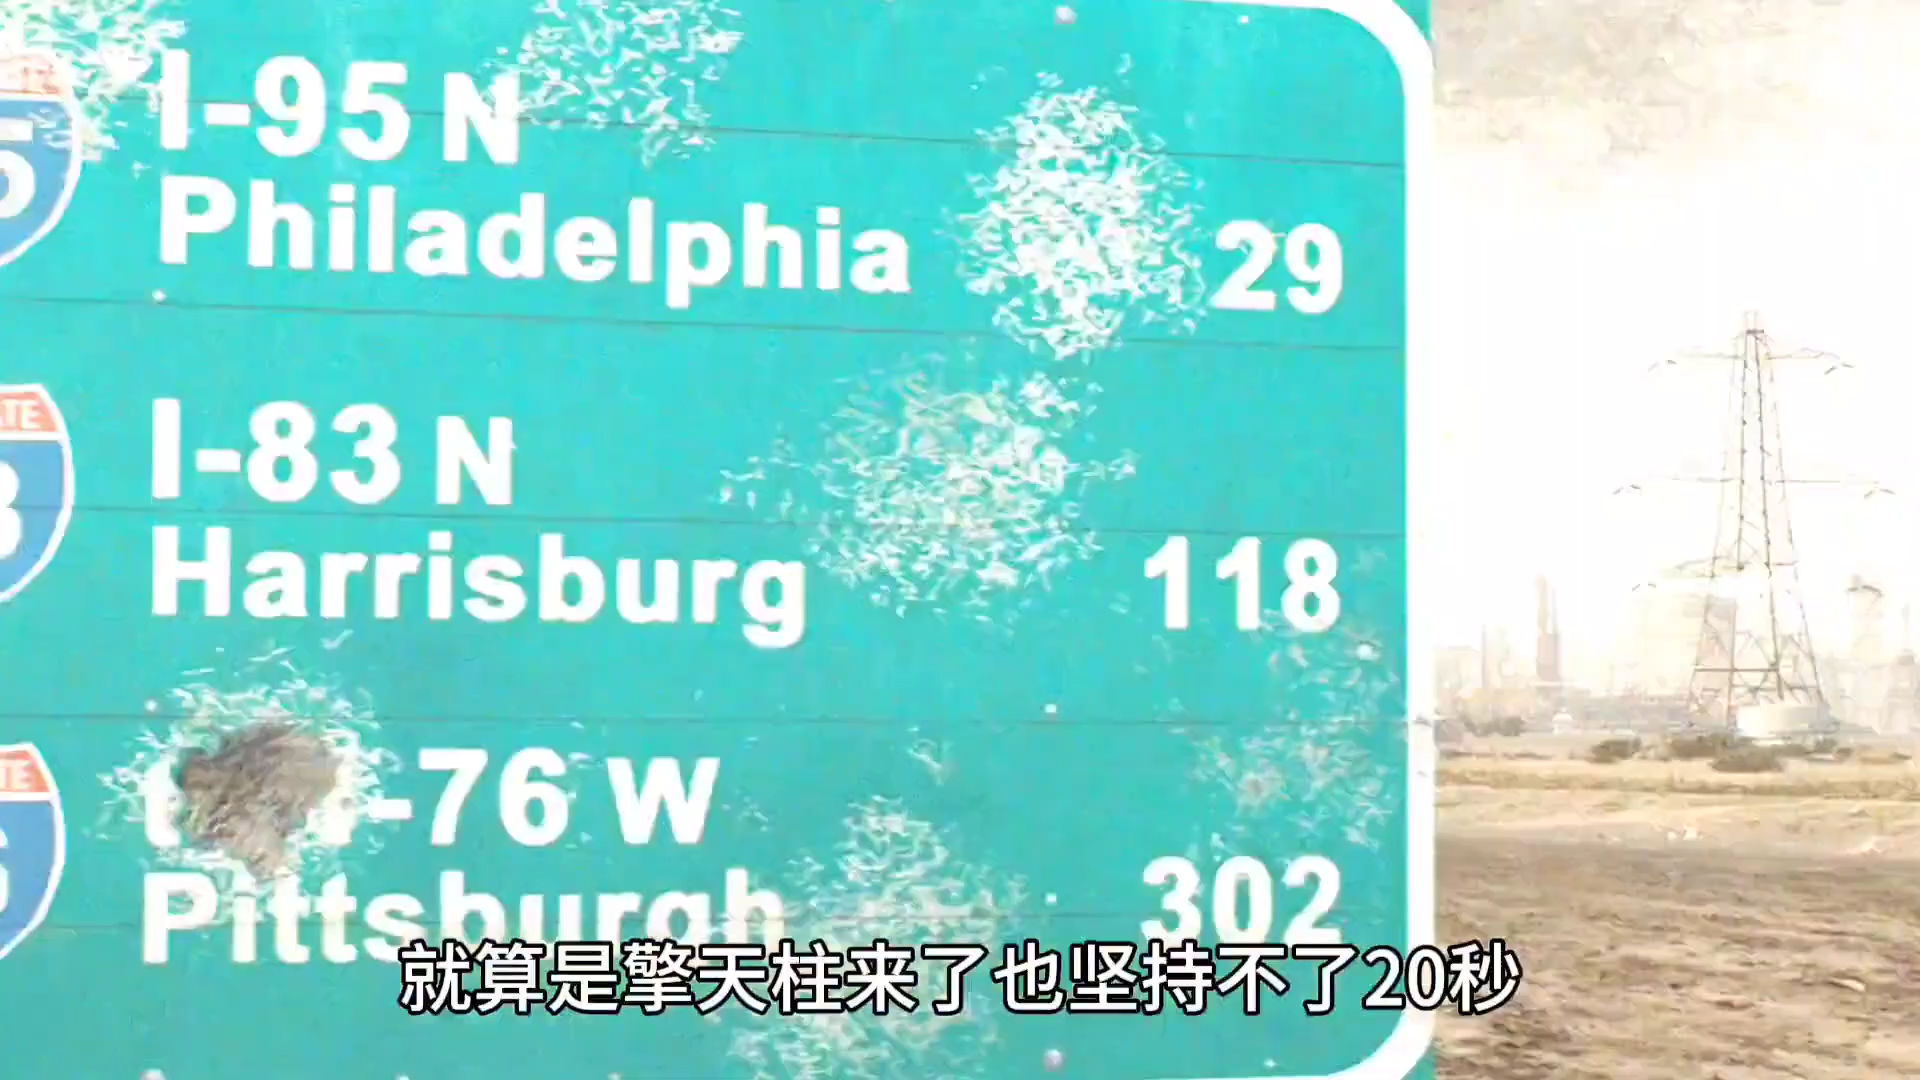 I-95 N
Philadelphia 29
I-83 N
Harrisburg 118
-76 W
Pittsburgh 302
就算是擎天柱来了也坚持不了20秒